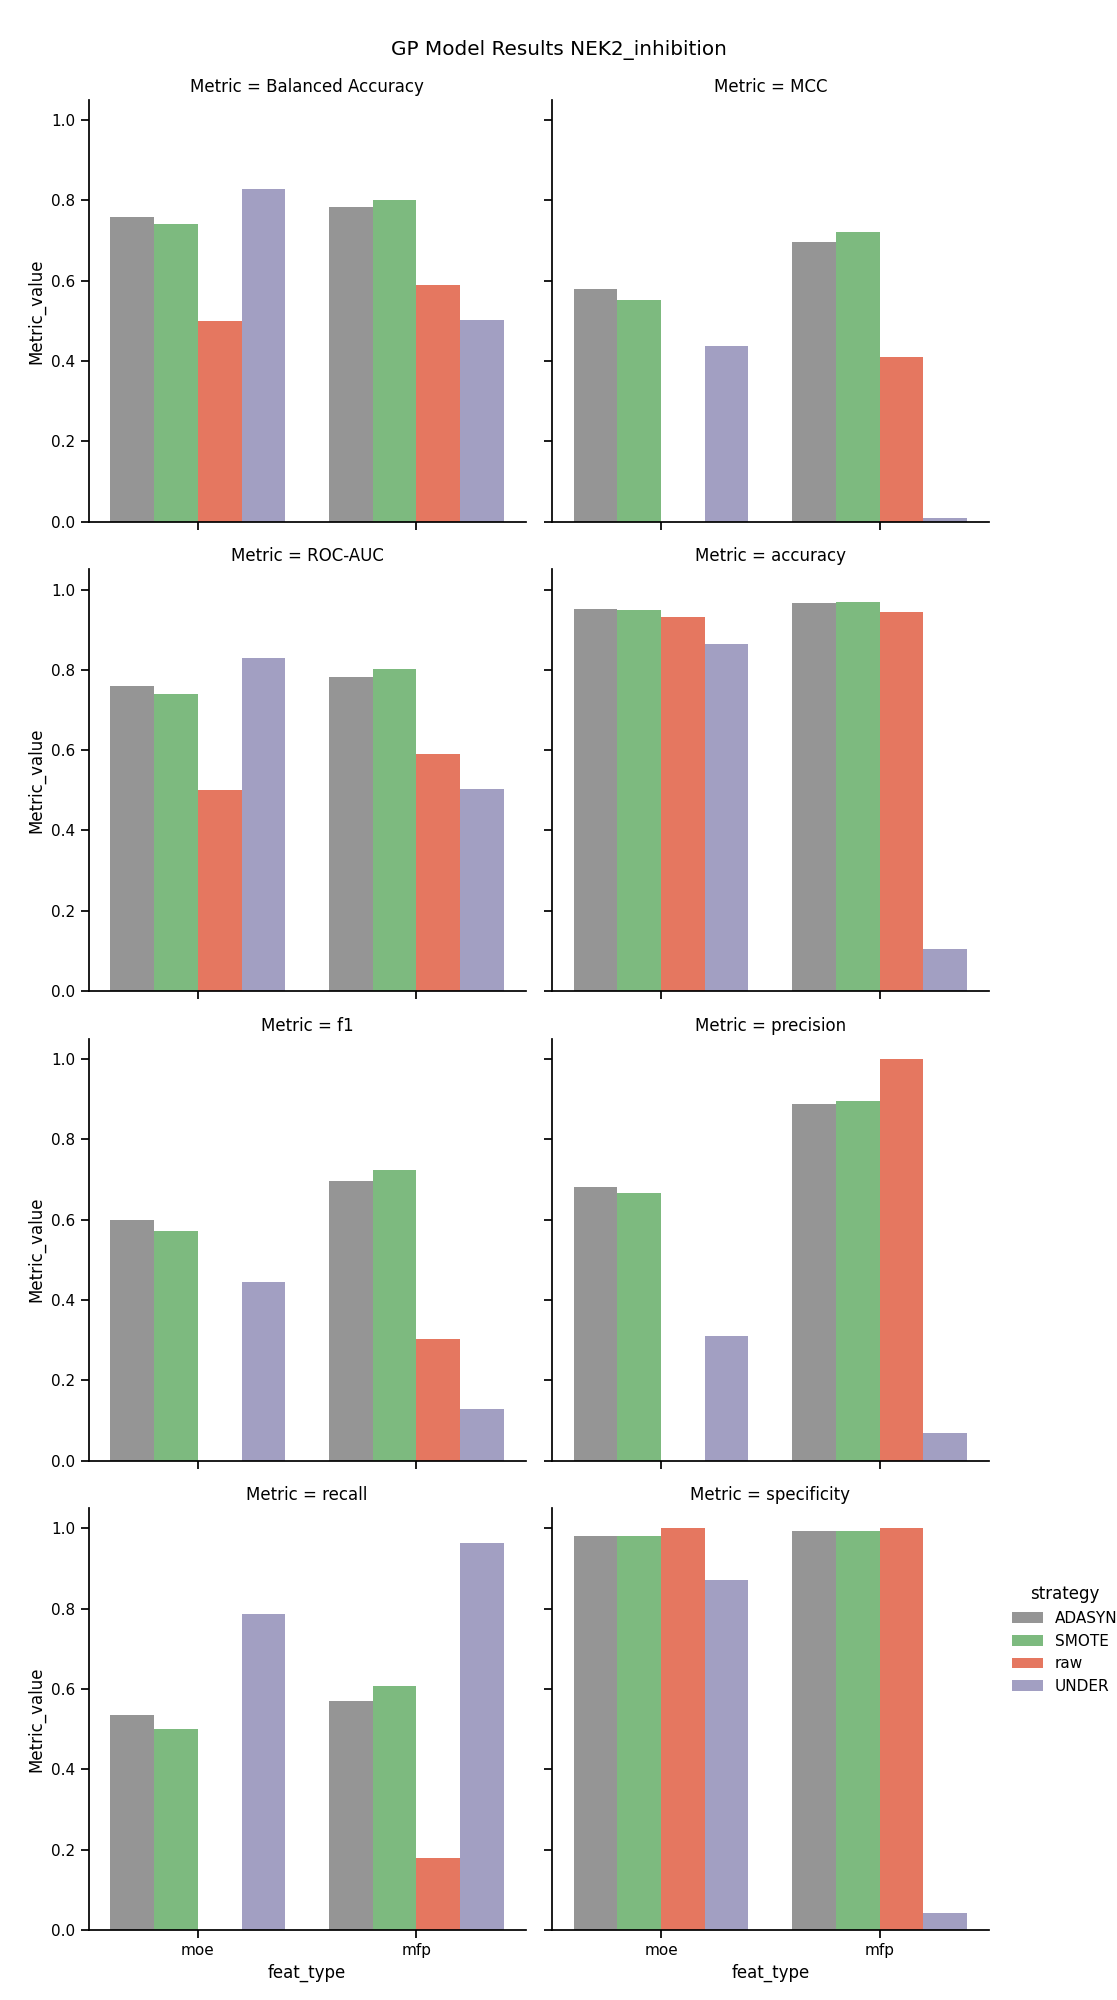 GP Model Results NEK2_inhibition
Metric = Balanced Accuracy
Metric = MCC
1.0
0.8
0.6
0.4
0.2
0.0
Metric_value
Metric = ROC-AUC
Metric = accuracy
1.0
0.8
0.6
0.4
0.2
0.0
Metric_value
Metric = f1
Metric = precision
1.0
0.8
0.6
0.4
0.2
0.0
Metric_value
Metric = recall
Metric = specificity
1.0
0.8
0.6
0.4
0.2
0.0
Metric_value
moe
mfp
feat_type
moe
mfp
feat_type
strategy
ADASYN
SMOTE
raw
UNDER